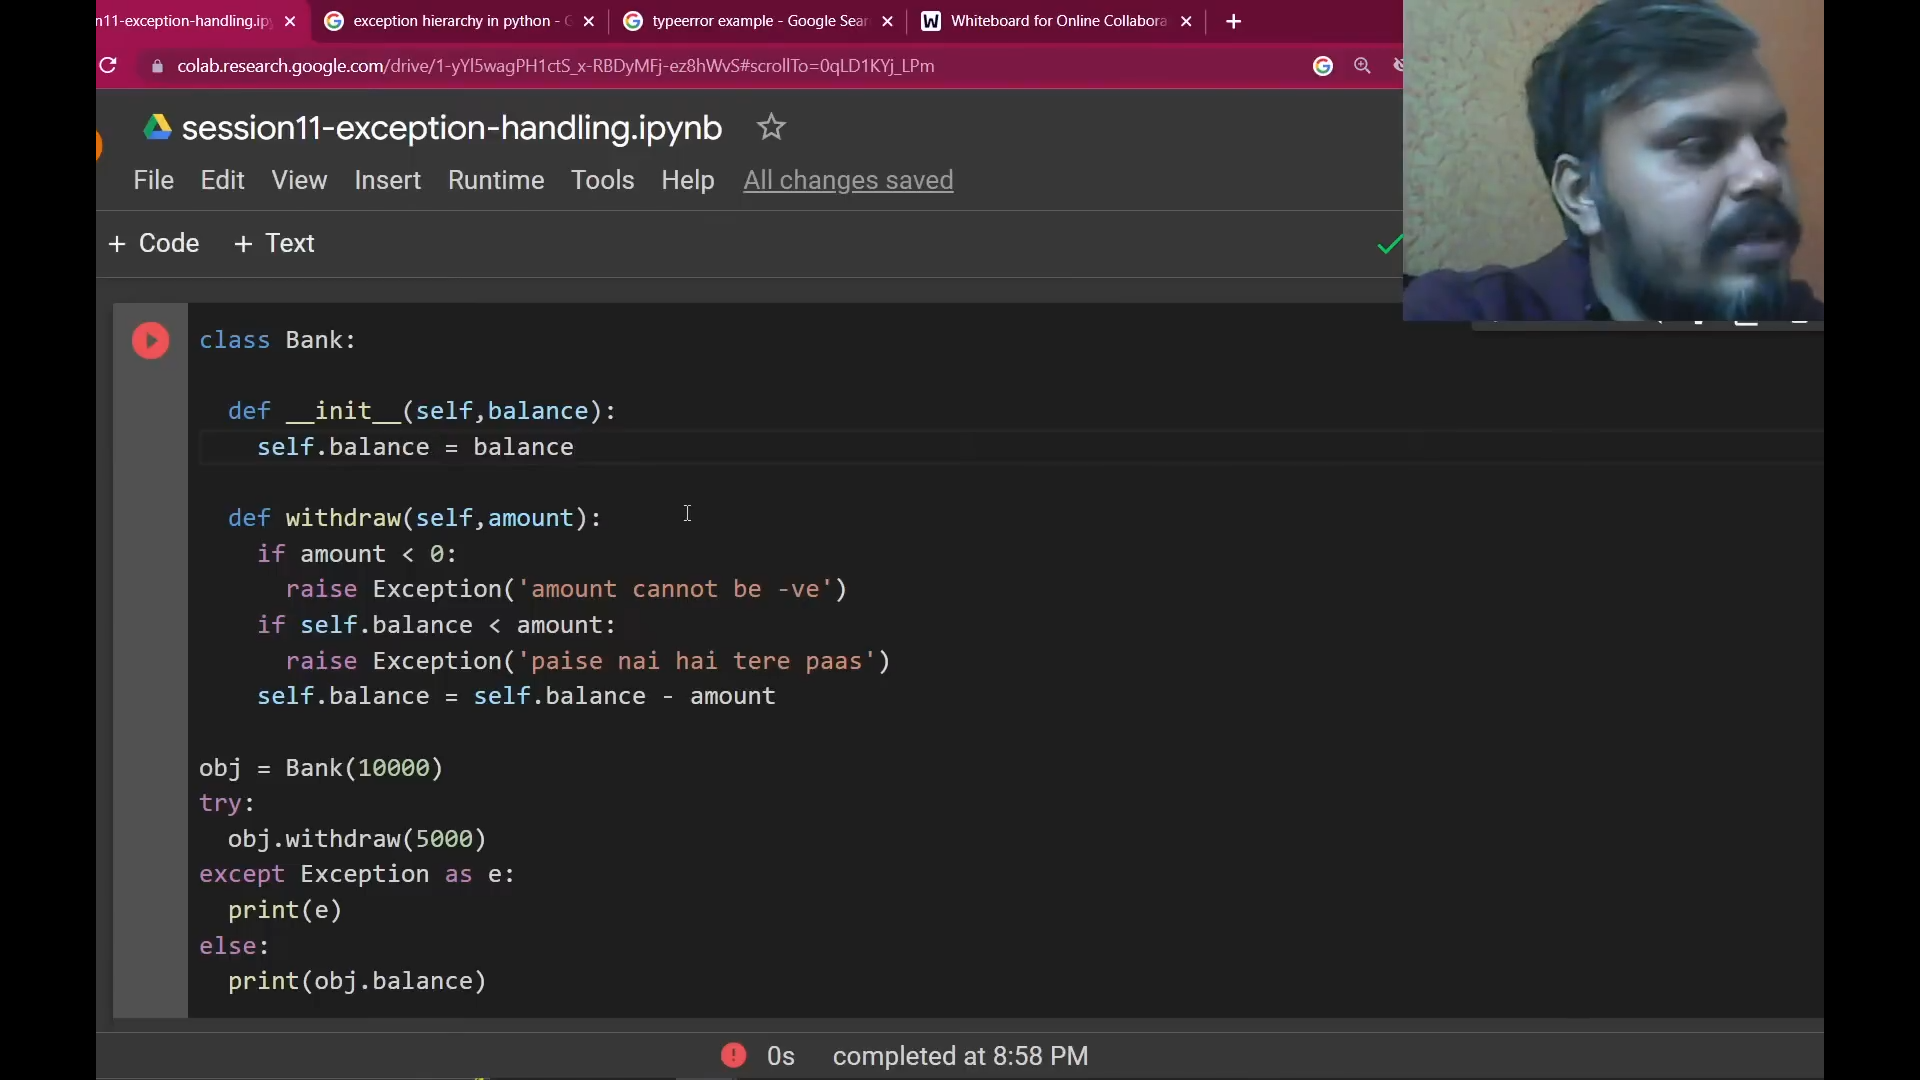 n11-exception-handling.ipy
exception hierarchy in python - G
typeerror example - Google Sear
Whiteboard for Online Collabora
colab.research.google.com/drive/1-yYl5wagPH1ctS_x-RBDyMFj-ez8hWvS#scrollTo=0qLD1KYj_LPm
session11-exception-handling.ipynb
File Edit View Insert Runtime Tools Help All changes saved
+ Code + Text
class Bank:
def __init__(self,balance):
self.balance = balance
def withdraw(self,amount):
if amount < 0:
raise Exception('amount cannot be -ve')
if self.balance < amount:
raise Exception('paise nai hai tere paas')
self.balance = self.balance - amount
obj = Bank(10000)
try:
obj.withdraw(5000)
except Exception as e:
print(e)
else:
print(obj.balance)
0s completed at 8:58 PM